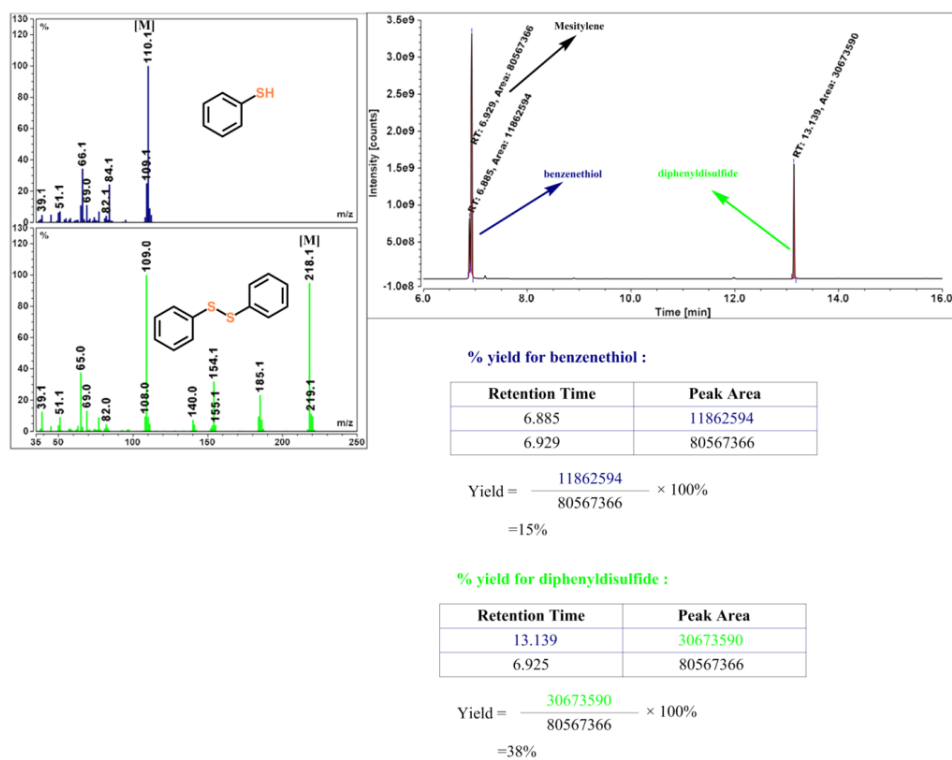 130
%
[M]
120
110.1
100
80
SH
60
66.1
84.1
109.1
40
39.1
51.1
69.0
82.1
20
0
m/z
130
%
[M]
120
109.0
218.1
100
80
S
S
60
65.0
154.1
185.1
40
39.1
51.1
69.0
82.0
108.0
140.0
155.1
219.1
20
0
35 50 100 150 200 250
3.5e9
3.0e9
2.5e9
2.0e9
1.5e9
1.0e9
5.0e8
-1.0e8
Intensity [counts]
Mesitylene
RT: 6.929, Area: 80567366
RT: 6.885, Area: 11862594
RT: 13.139, Area: 30673590
benzenethiol
diphenyldisulfide
6.0 8.0 10.0 12.0 14.0 16.0
Time [min]
% yield for benzenethiol :
Retention Time Peak Area
6.885 11862594
6.929 80567366
11862594
Yield = × 100%
80567366
=15%
% yield for diphenyldisulfide :
Retention Time Peak Area
13.139 30673590
6.925 80567366
30673590
Yield = × 100%
80567366
=38%